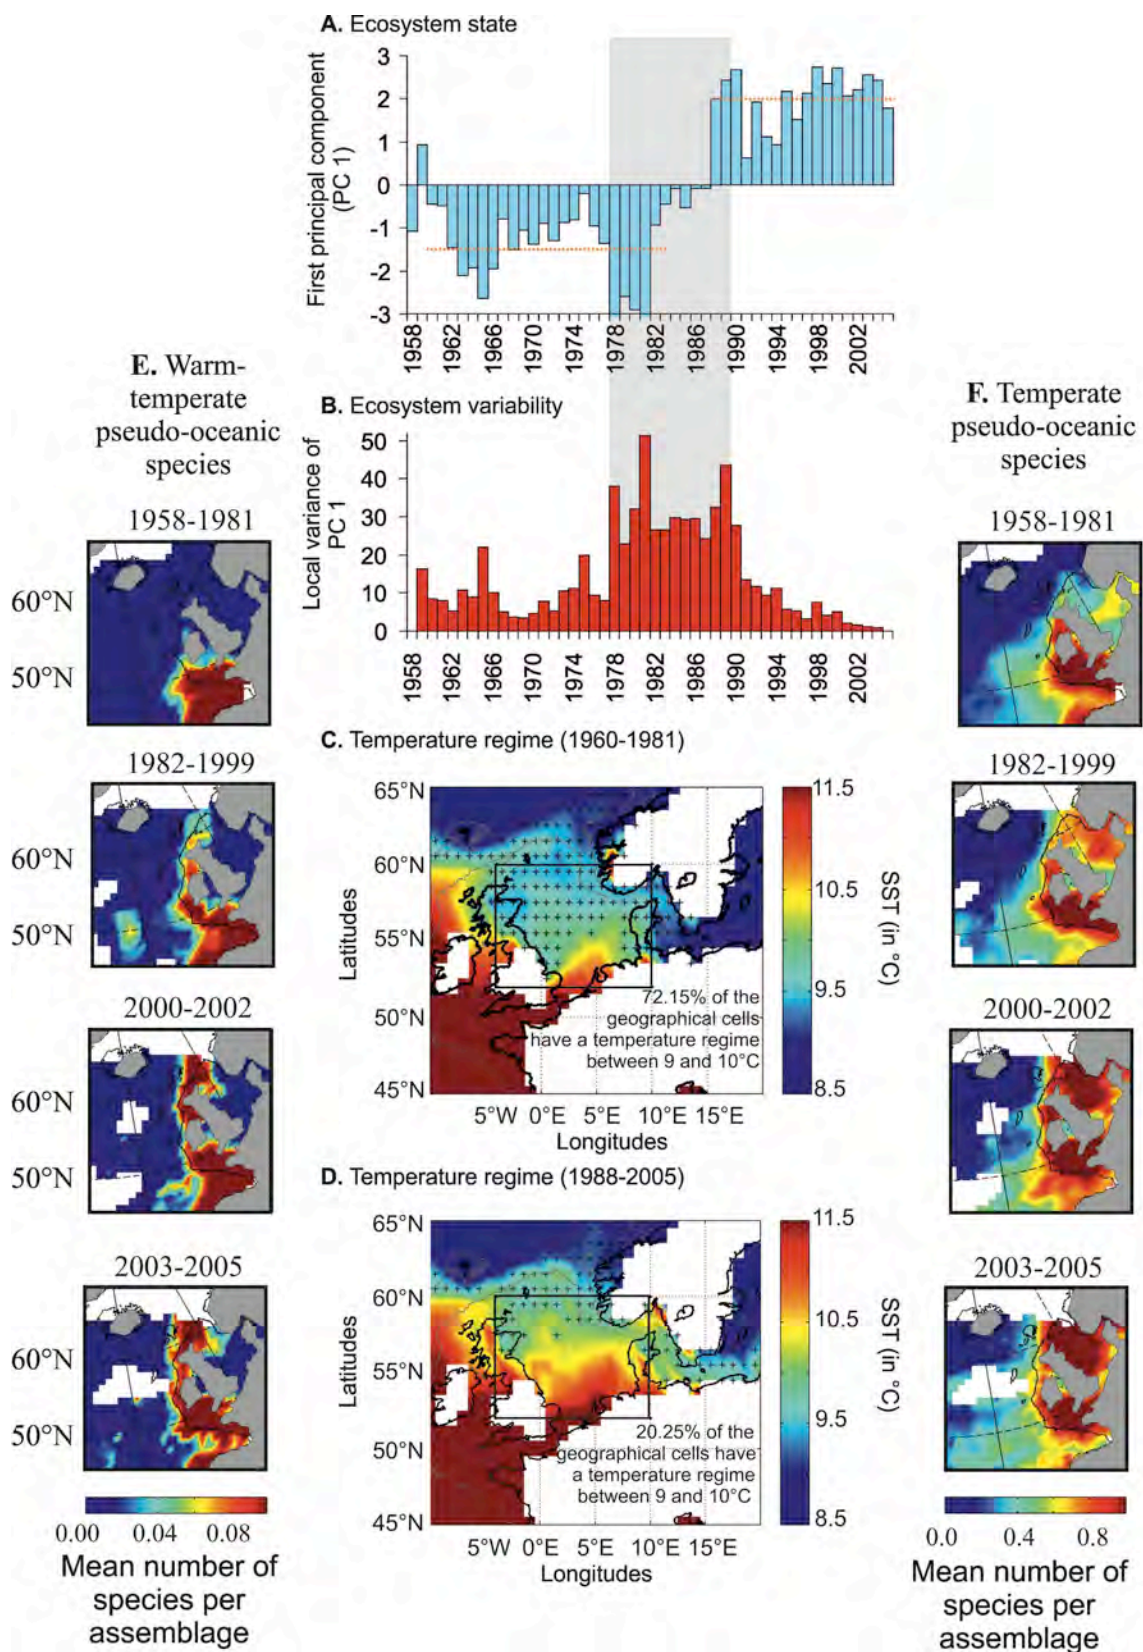 A. Ecosystem state
First principal component
(PC 1)
3
2
1
0
-1
-2
-3
1958
1962
1966
1970
1974
1978
1982
1986
1990
1994
1998
2002
B. Ecosystem variability
Local variance of
PC 1
50
40
30
20
10
0
1958
1962
1966
1970
1974
1978
1982
1986
1990
1994
1998
2002
C. Temperature regime (1960-1981)
Latitudes
65°N
60°N
55°N
50°N
45°N
72.15% of the
geographical cells
have a temperature regime
between 9 and 10°C
5°W 0°E 5°E 10°E 15°E
Longitudes
11.5
10.5
9.5
8.5
SST (in °C)
D. Temperature regime (1988-2005)
Latitudes
65°N
60°N
55°N
50°N
45°N
20.25% of the
geographical cells have
a temperature regime
between 9 and 10°C
5°W 0°E 5°E 10°E 15°E
Longitudes
11.5
10.5
9.5
8.5
SST (in °C)
E. Warm-
temperate
pseudo-oceanic
species
1958-1981
60°N
50°N
1982-1999
60°N
50°N
2000-2002
60°N
50°N
2003-2005
60°N
50°N
0.00 0.04 0.08
Mean number of
species per
assemblage
F. Temperate
pseudo-oceanic
species
1958-1981
1982-1999
2000-2002
2003-2005
0.0 0.4 0.8
Mean number of
species per
assemblage